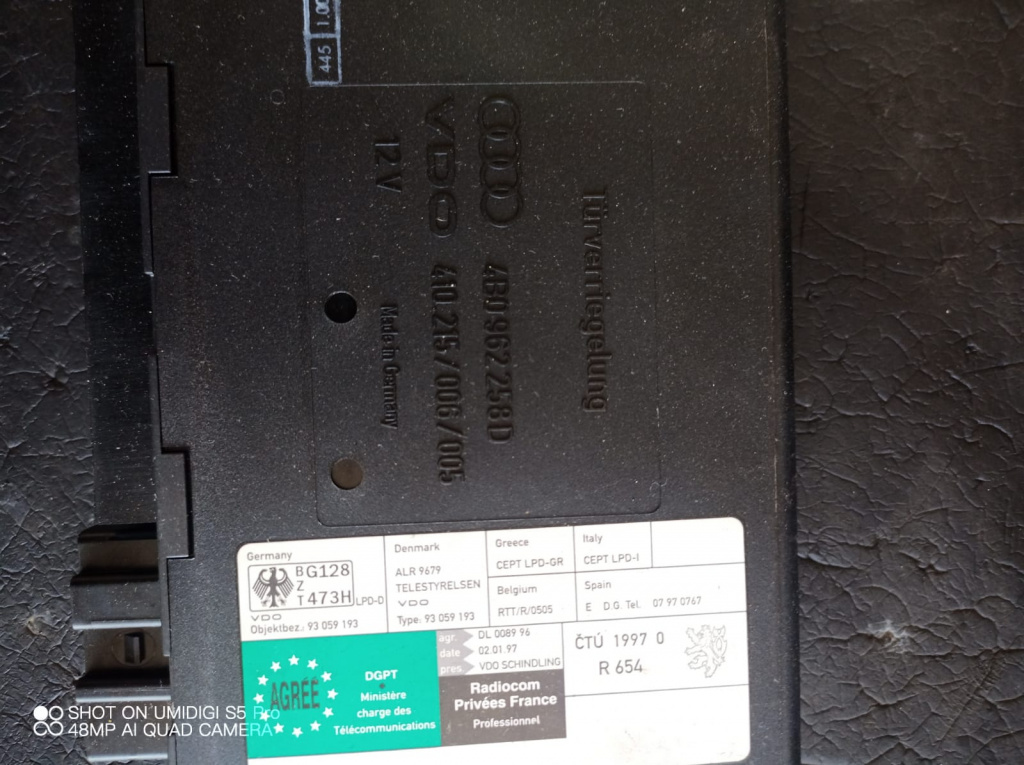 445 | 1.00
Türverriegelung
4B0962258D
VDO 410.215/006/005
12V
Made in Germany
Germany
BG128
Z
T473H LPD-D
VDO
Objektbez.: 93 059 193
Denmark
ALR 9679
TELESTYRELSEN
VDO
Type: 93 059 193
Greece
CEPT LPD-GR
Italy
CEPT LPD-I
Belgium
RTT/R/0505
Spain
E D.G. Tel. 07 97 0767
AGRÉÉ
DGPT
Ministère
chargé des
Télécommunications
agr. DL 0089 96
date 02.01.97
prés VDO SCHINDLING
Radiocom
Privées France
Professionnel
ČTÚ 1997 0
R 654
SHOT ON UMIDIGI S5 Pro
48MP AI QUAD CAMERA